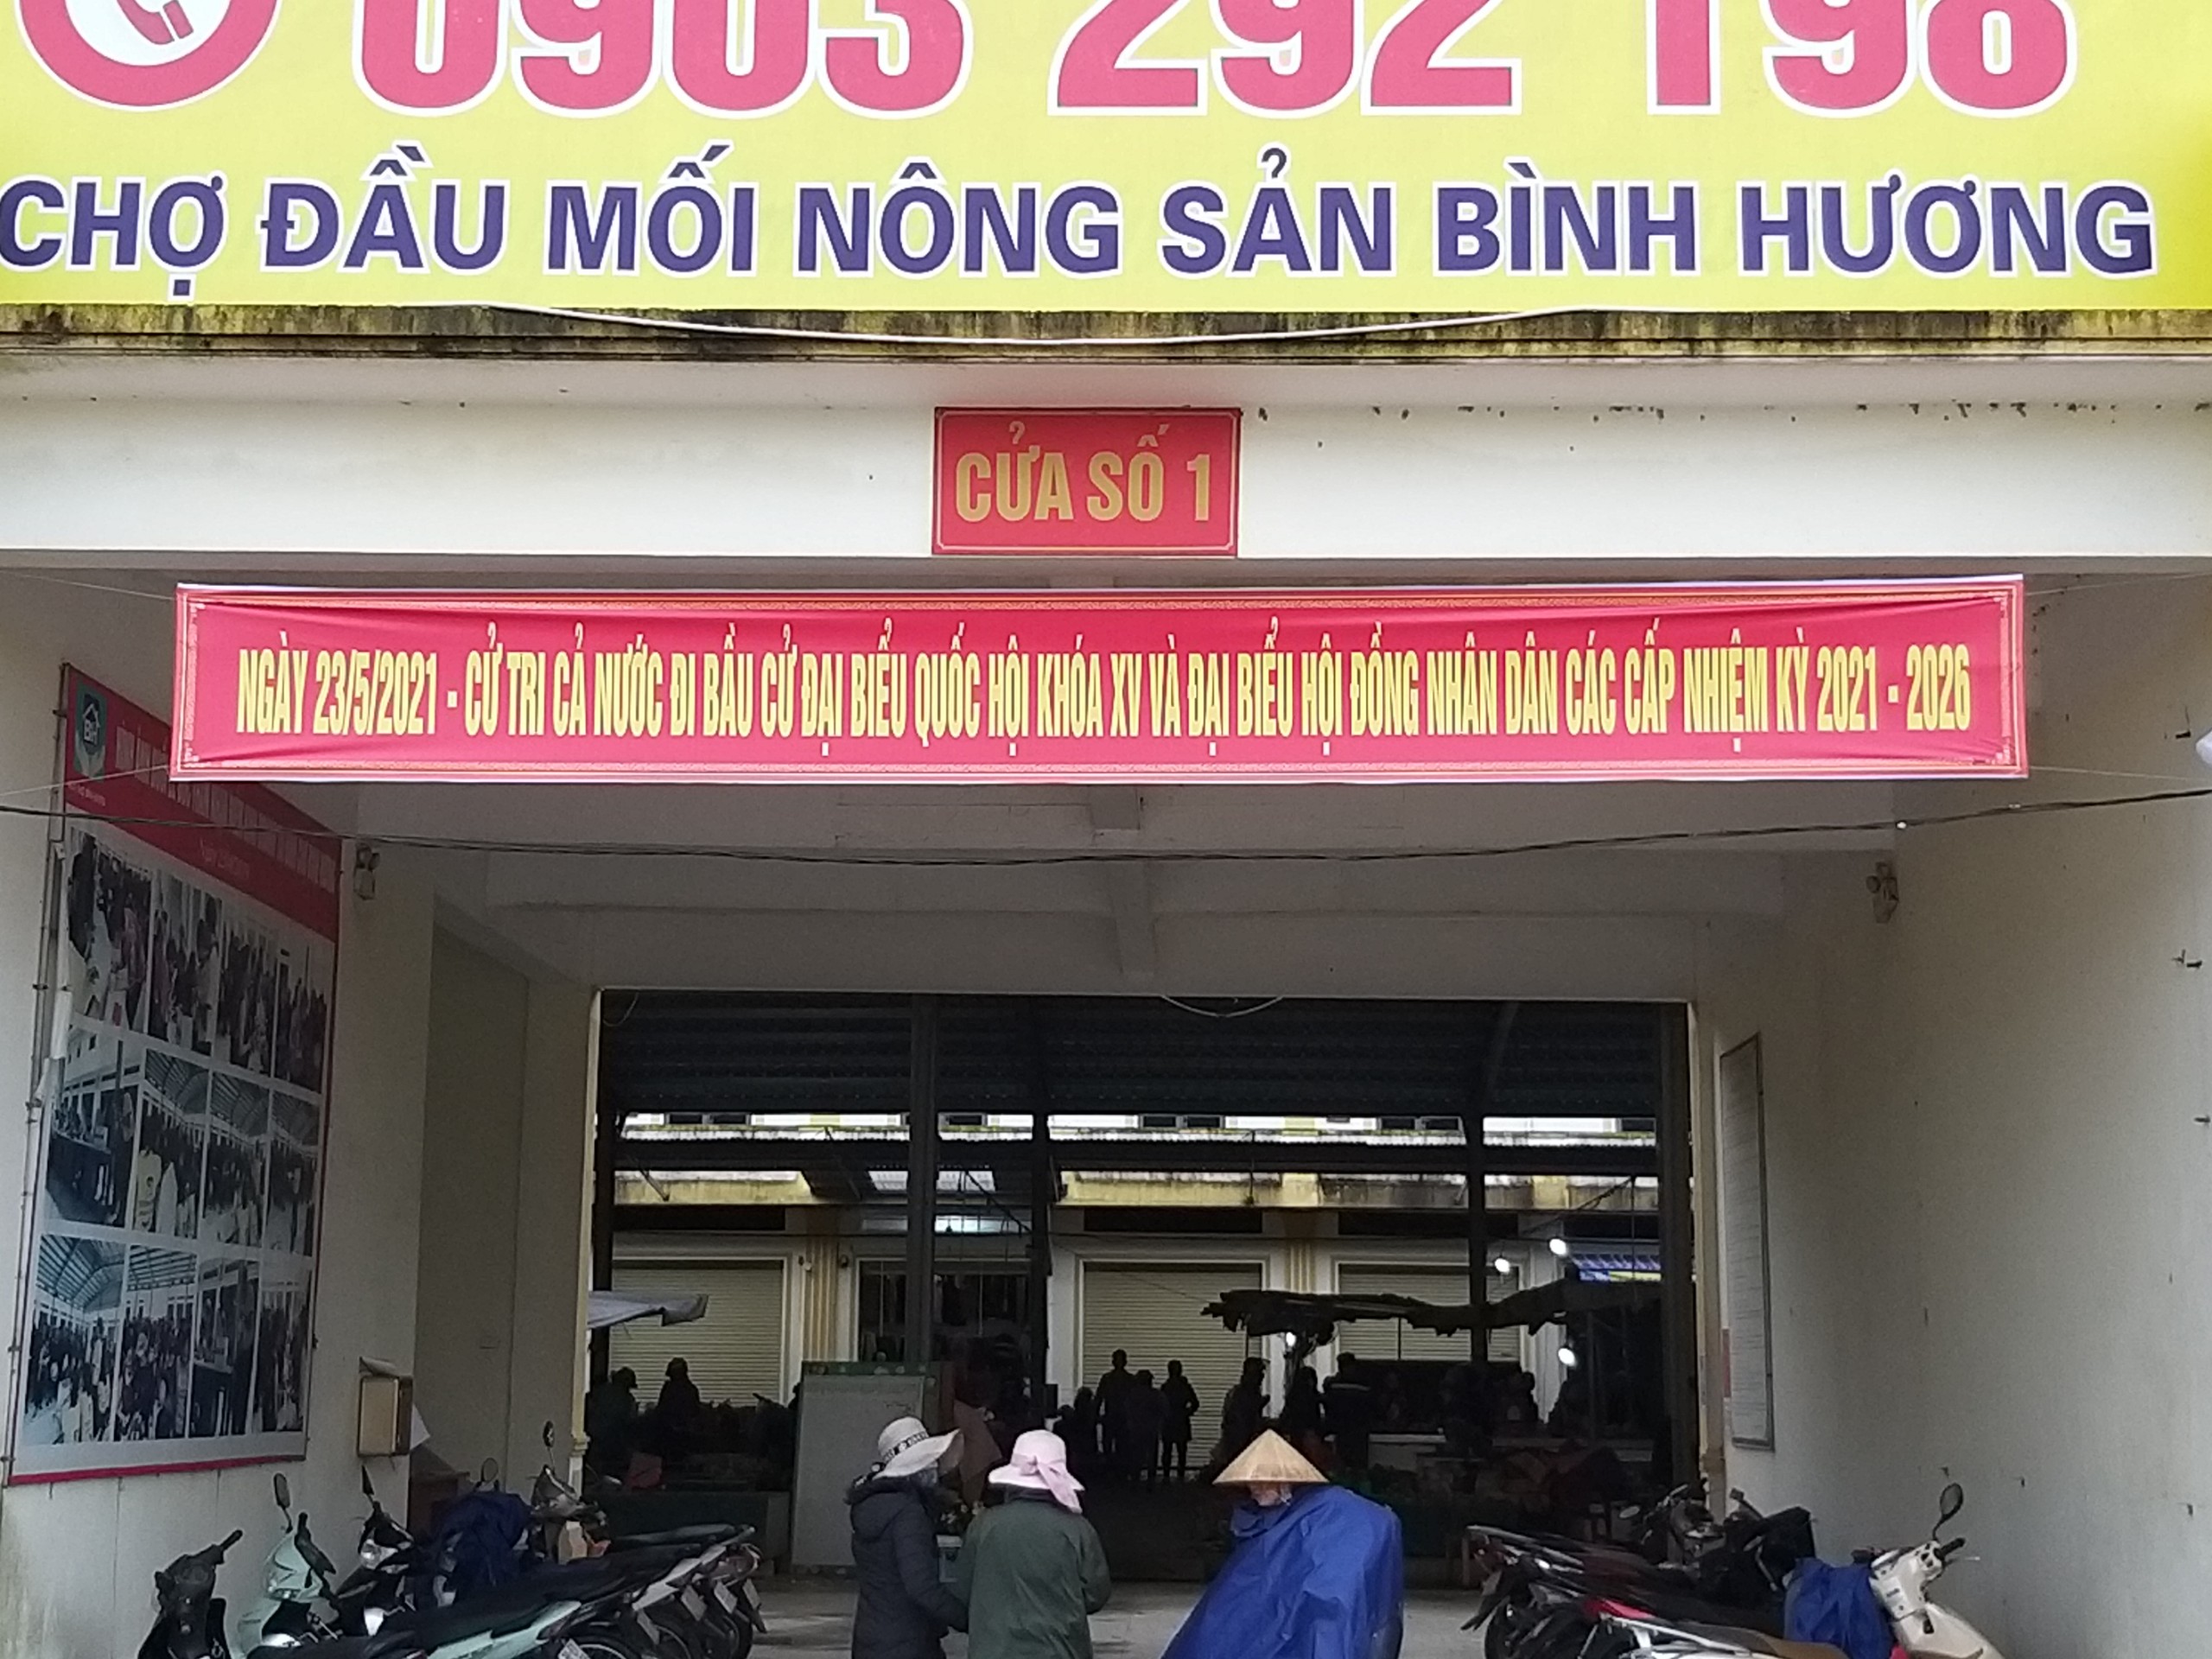 0903 292 198
CHỢ ĐẦU MỐI NÔNG SẢN BÌNH HƯƠNG
CỬA SỐ 1
NGÀY 23/5/2021 - CỬ TRI CẢ NƯỚC ĐI BẦU CỬ ĐẠI BIỂU QUỐC HỘI KHÓA XV VÀ ĐẠI BIỂU HỘI ĐỒNG NHÂN DÂN CÁC CẤP NHIỆM KỲ 2021 - 2026